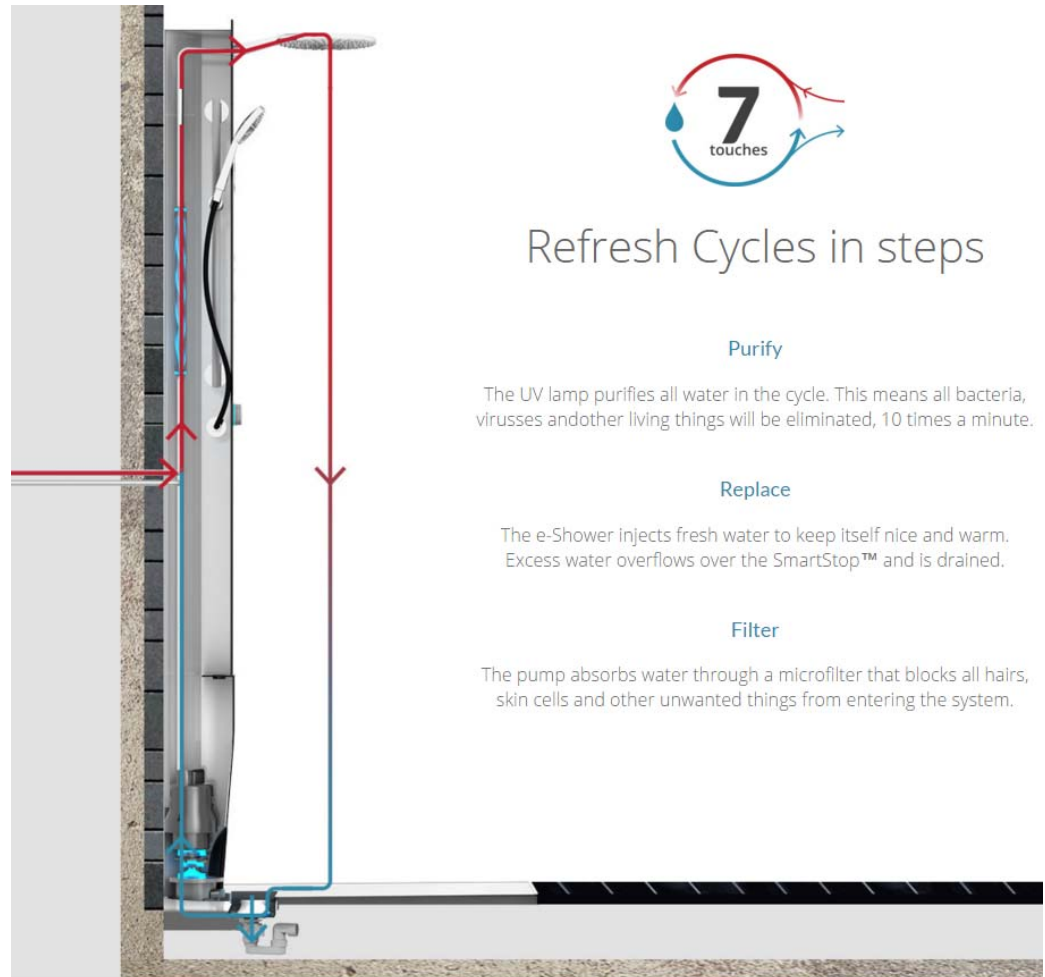 7
touches
Refresh Cycles in steps
Purify
The UV lamp purifies all water in the cycle. This means all bacteria,
virusses andother living things will be eliminated, 10 times a minute.
Replace
The e-Shower injects fresh water to keep itself nice and warm.
Excess water overflows over the SmartStop™ and is drained.
Filter
The pump absorbs water through a microfilter that blocks all hairs,
skin cells and other unwanted things from entering the system.